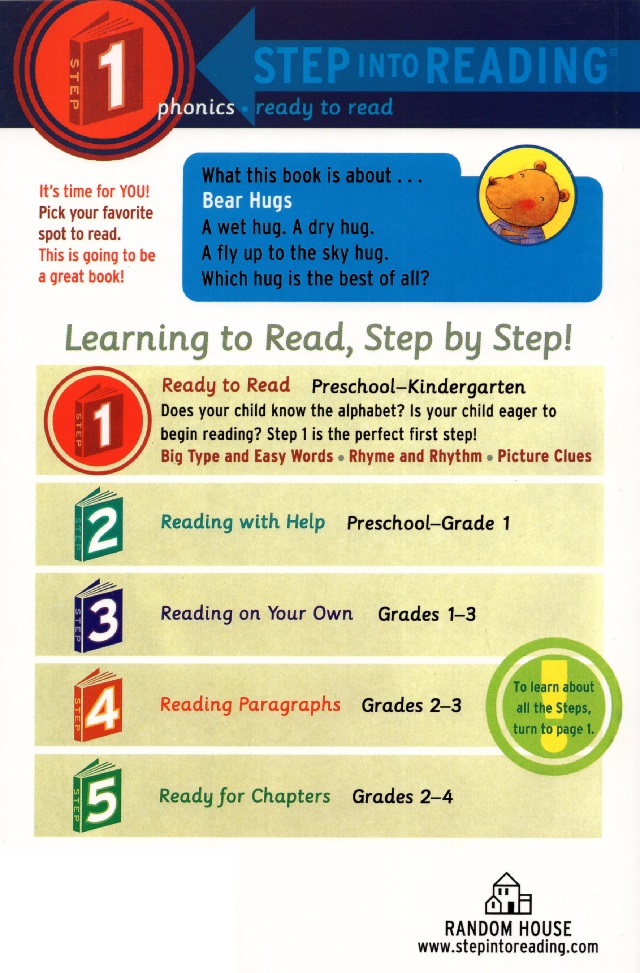 STEP 1
STEP INTO READING®
phonics • ready to read
It's time for YOU!
Pick your favorite
spot to read.
This is going to be
a great book!
What this book is about . . .
Bear Hugs
A wet hug. A dry hug.
A fly up to the sky hug.
Which hug is the best of all?
Learning to Read, Step by Step!
STEP 1
Ready to Read Preschool–Kindergarten
Does your child know the alphabet? Is your child eager to
begin reading? Step 1 is the perfect first step!
Big Type and Easy Words • Rhyme and Rhythm • Picture Clues
STEP 2
Reading with Help Preschool–Grade 1
STEP 3
Reading on Your Own Grades 1–3
STEP 4
Reading Paragraphs Grades 2–3
To learn about
all the Steps,
turn to page 1.
STEP 5
Ready for Chapters Grades 2–4
RANDOM HOUSE
www.stepintoreading.com